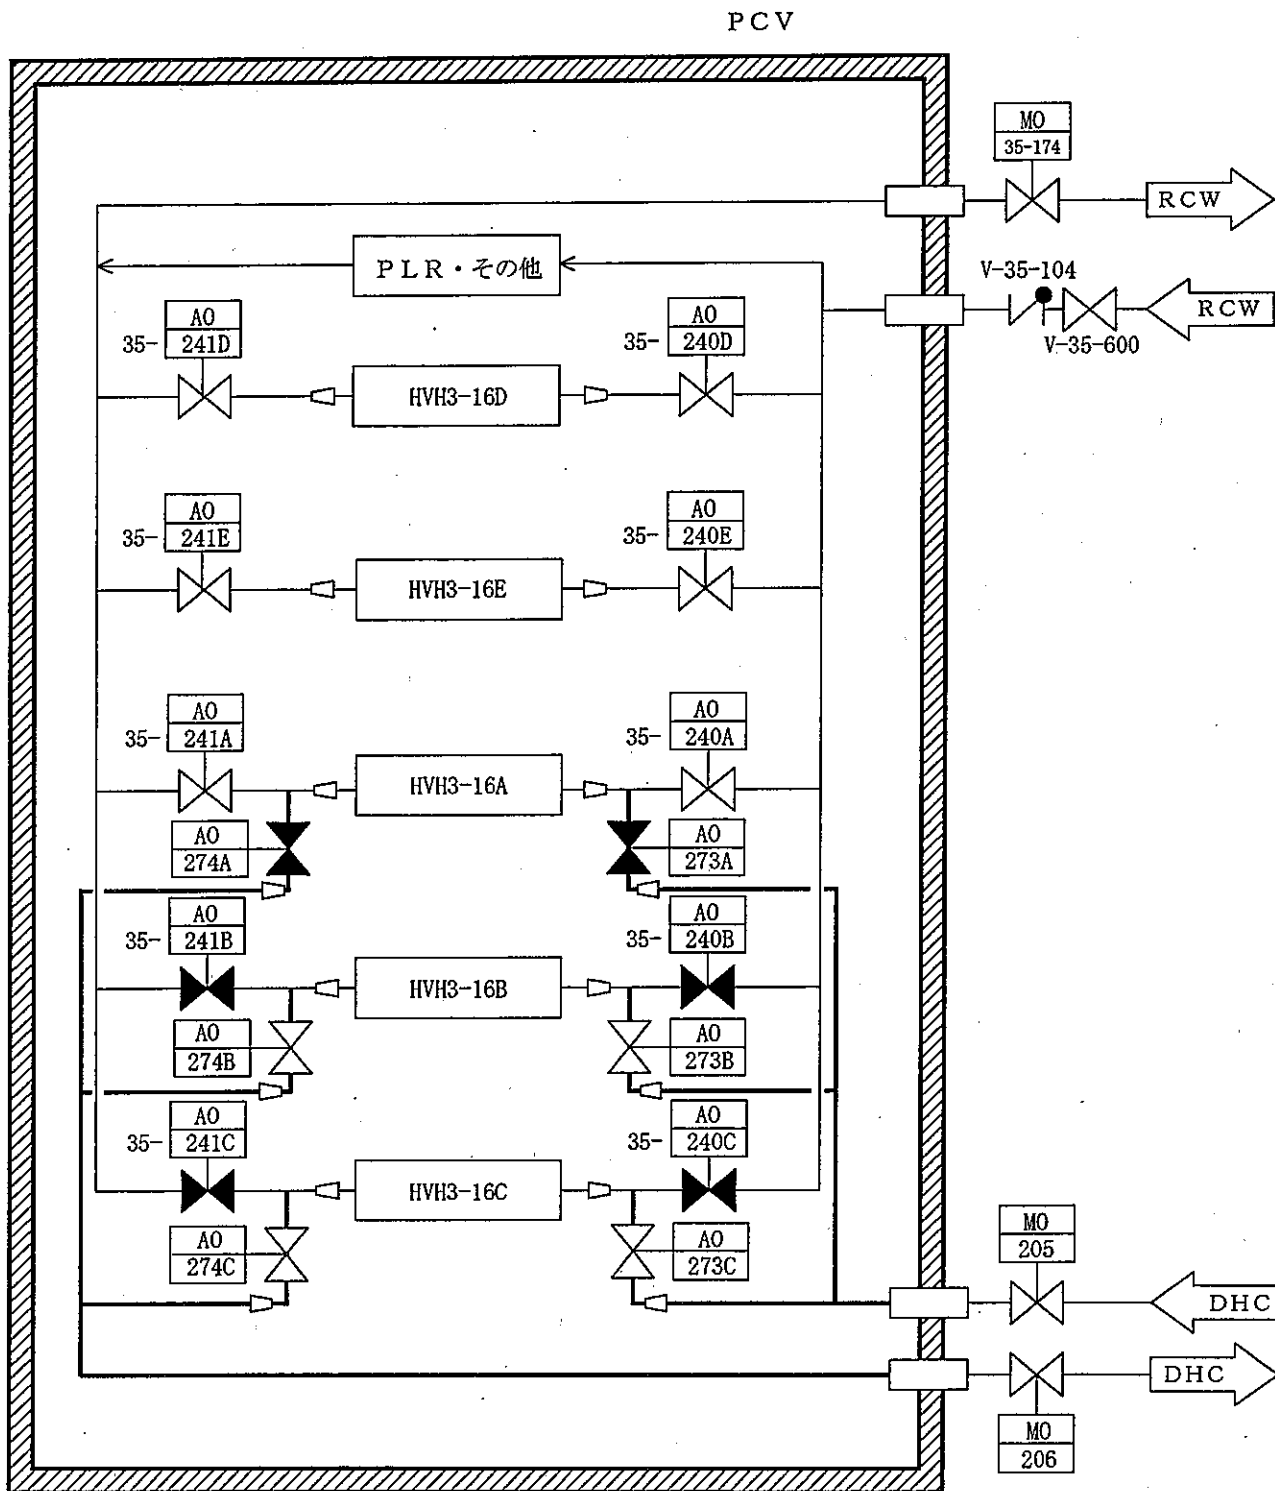 PCV
MO
35-174
RCW
PLR・その他
V-35-104
RCW
V-35-600
AO
35-
241D
AO
35-
240D
HVH3-16D
AO
35-
241E
AO
35-
240E
HVH3-16E
AO
35-
241A
AO
35-
240A
HVH3-16A
AO
274A
AO
273A
AO
35-
241B
AO
35-
240B
HVH3-16B
AO
274B
AO
273B
AO
35-
241C
AO
35-
240C
HVH3-16C
AO
274C
AO
273C
MO
205
DHC
DHC
MO
206